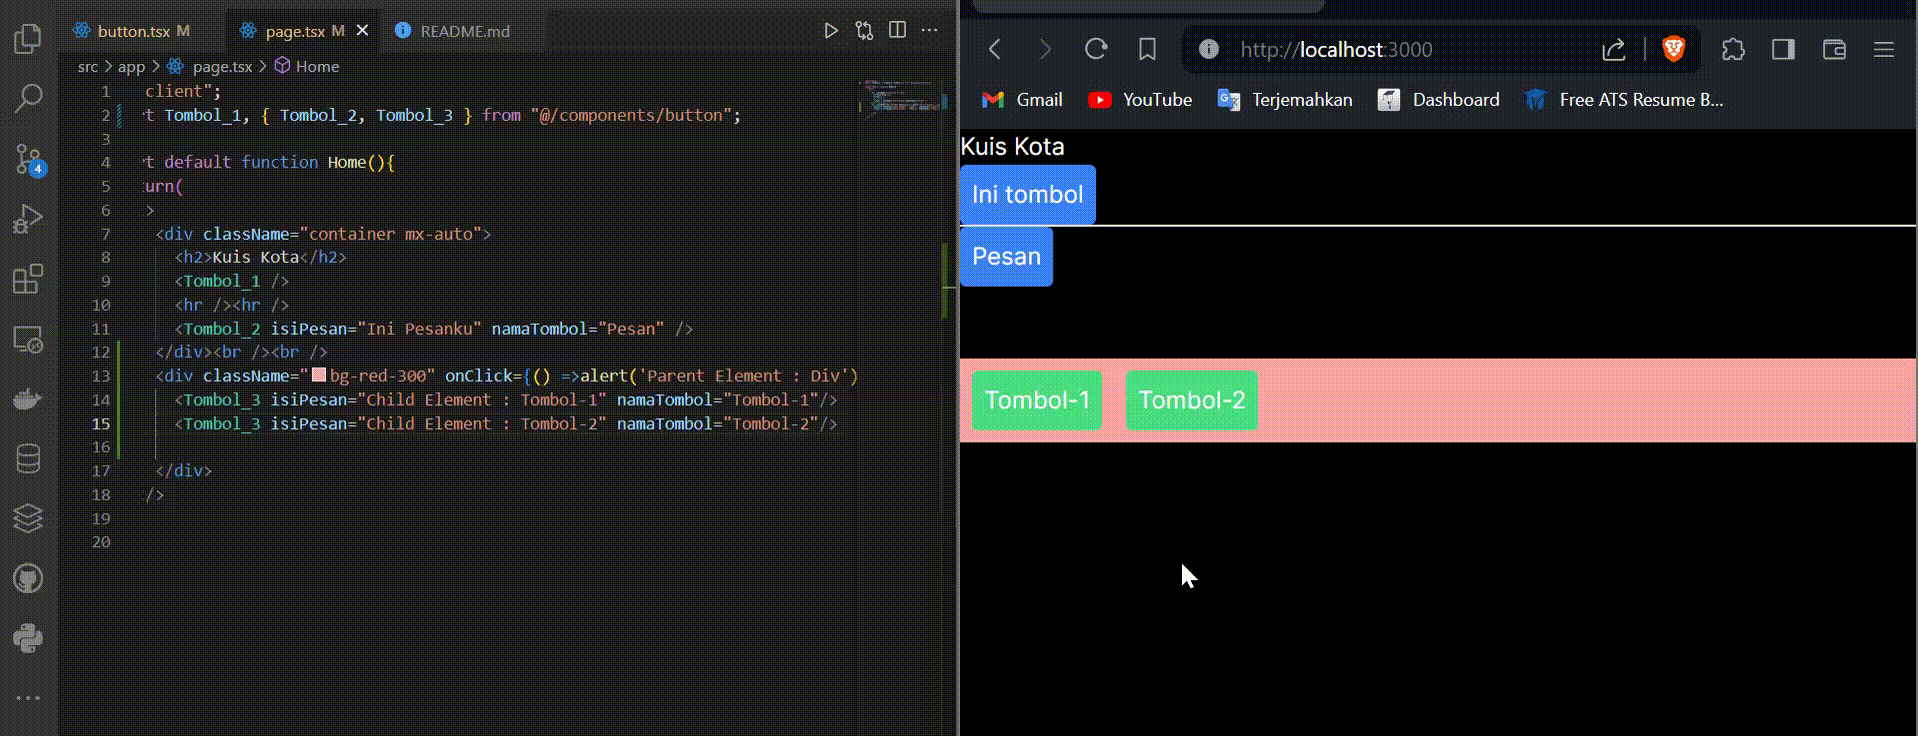 button.tsx M page.tsx M README.md
src > app > page.tsx > Home
1 client";
2 t Tombol_1, { Tombol_2, Tombol_3 } from "@/components/button";
3
4 t default function Home(){
5 urn(
6 >
7 <div className="container mx-auto">
8 <h2>Kuis Kota</h2>
9 <Tombol_1 />
10 <hr /><hr />
11 <Tombol_2 isiPesan="Ini Pesanku" namaTombol="Pesan" />
12 </div><br /><br />
13 <div className="bg-red-300" onClick={() =>alert('Parent Element : Div')
14 <Tombol_3 isiPesan="Child Element : Tombol-1" namaTombol="Tombol-1"/>
15 <Tombol_3 isiPesan="Child Element : Tombol-2" namaTombol="Tombol-2"/>
16
17 </div>
18 />
19
20
4
http://localhost:3000
Gmail YouTube Terjemahkan Dashboard Free ATS Resume B...
Kuis Kota
Ini tombol
Pesan
Tombol-1 Tombol-2